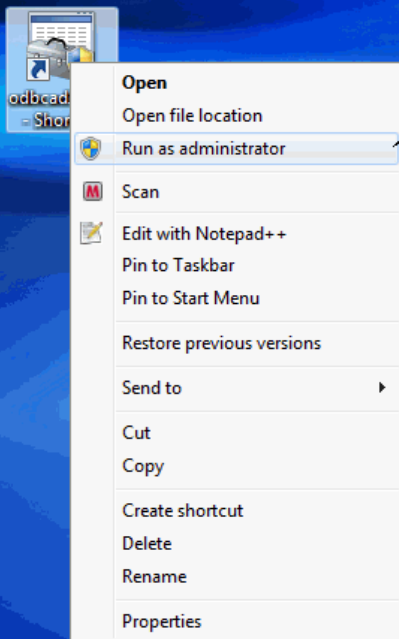 odbcad
- Shor
Open
Open file location
Run as administrator
Scan
Edit with Notepad++
Pin to Taskbar
Pin to Start Menu
Restore previous versions
Send to
Cut
Copy
Create shortcut
Delete
Rename
Properties